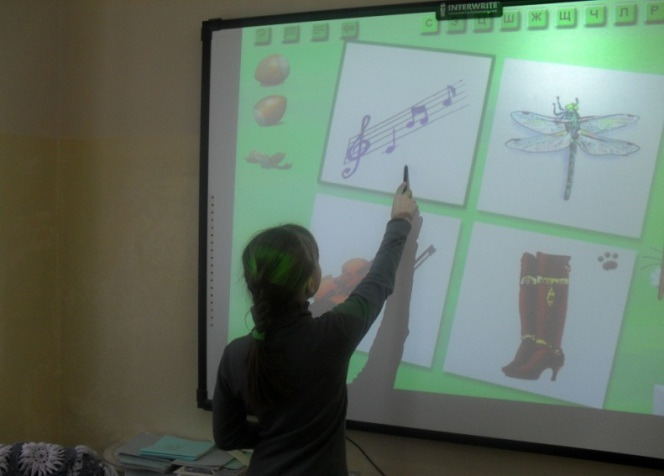 INTERWRITE
С З Ц Ш Ж Щ Ч Л Р